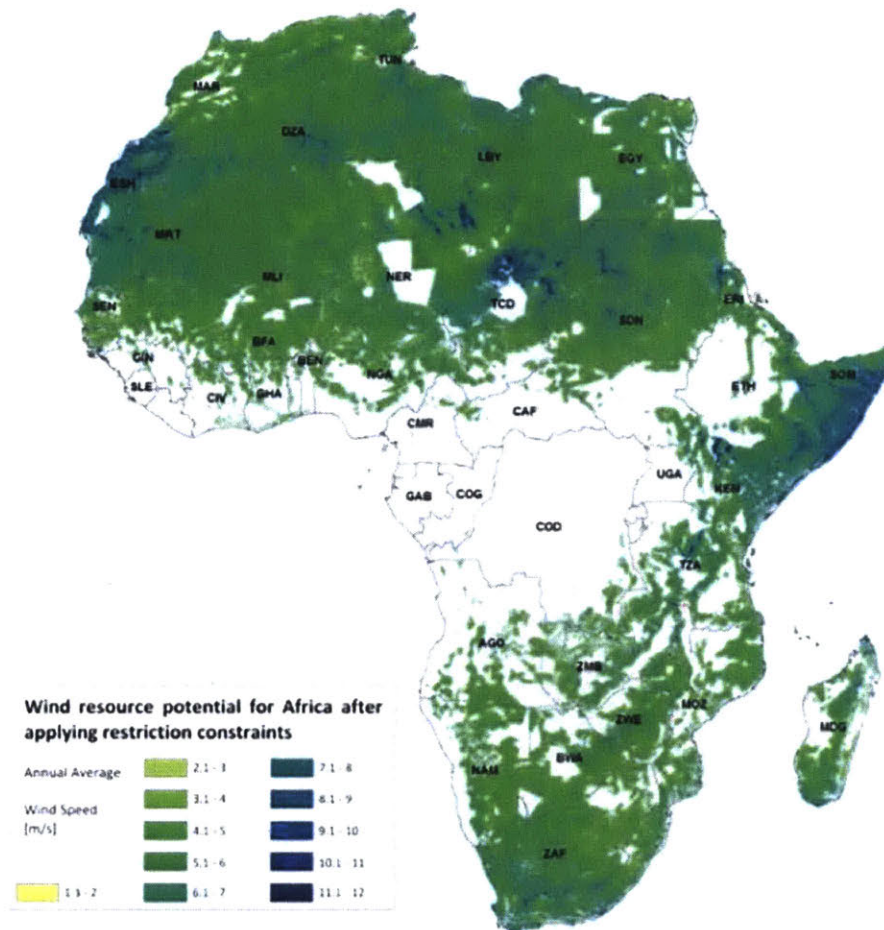 TUN
MAR
DZA
LBY
EGY
ESH
MRT
MLI
NER
TCD
SEN
ERI
SDN
BFA
BEN
GIN
NGA
SOM
ETH
SLE
CIV
GHA
CMR
CAF
UGA
KEN
GAB
COG
COD
TZA
AGO
ZMB
MOZ
ZWE
MDG
NAM
BWA
ZAF
Wind resource potential for Africa after
applying restriction constraints
Annual Average
Wind Speed
[m/s]
2.1 - 3
3.1 - 4
4.1 - 5
5.1 - 6
6.1 - 7
7.1 - 8
8.1 - 9
9.1 - 10
10.1 - 11
11.1 - 12
1.1 - 2